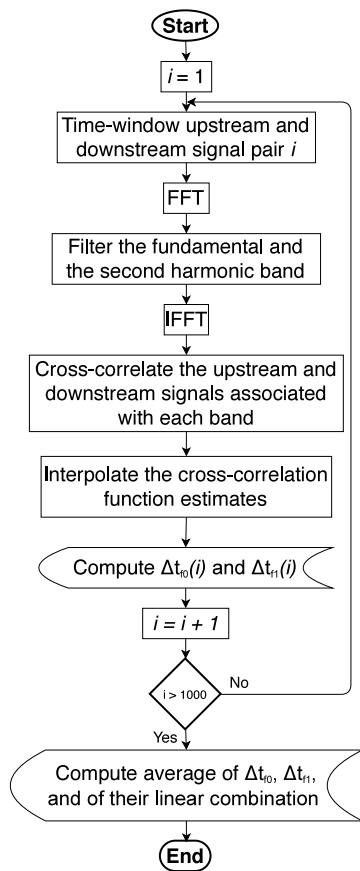 Start
i = 1
Time-window upstream and
downstream signal pair i
FFT
Filter the fundamental and
the second harmonic band
IFFT
Cross-correlate the upstream and
downstream signals associated
with each band
Interpolate the cross-correlation
function estimates
Compute Δtf0(i) and Δtf1(i)
i = i + 1
i > 1000
No
Yes
Compute average of Δtf0, Δtf1,
and of their linear combination
End